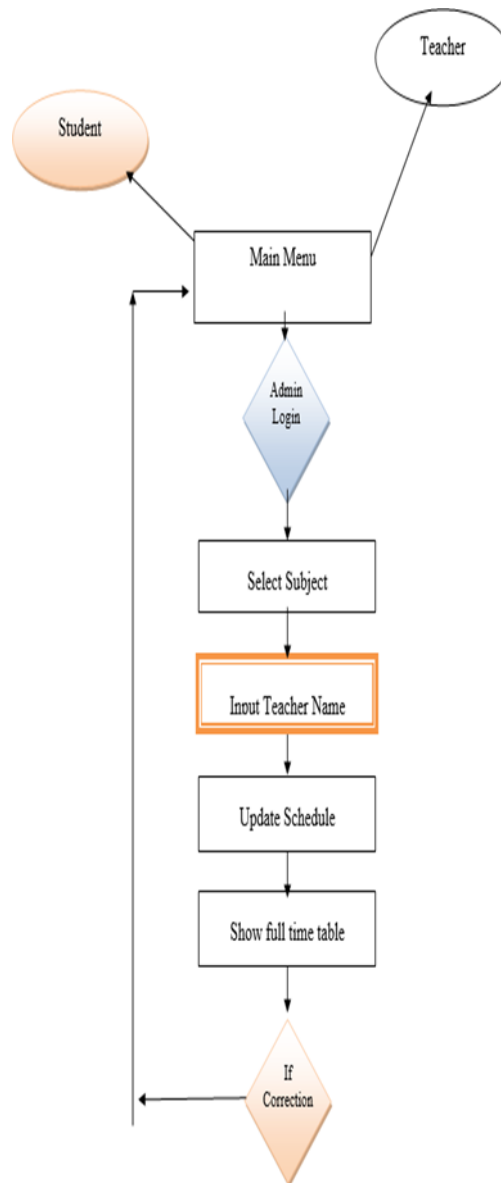 Teacher
Student
Main Menu
Admin
Login
Select Subject
Input Teacher Name
Update Schedule
Show full time table
If
Correction